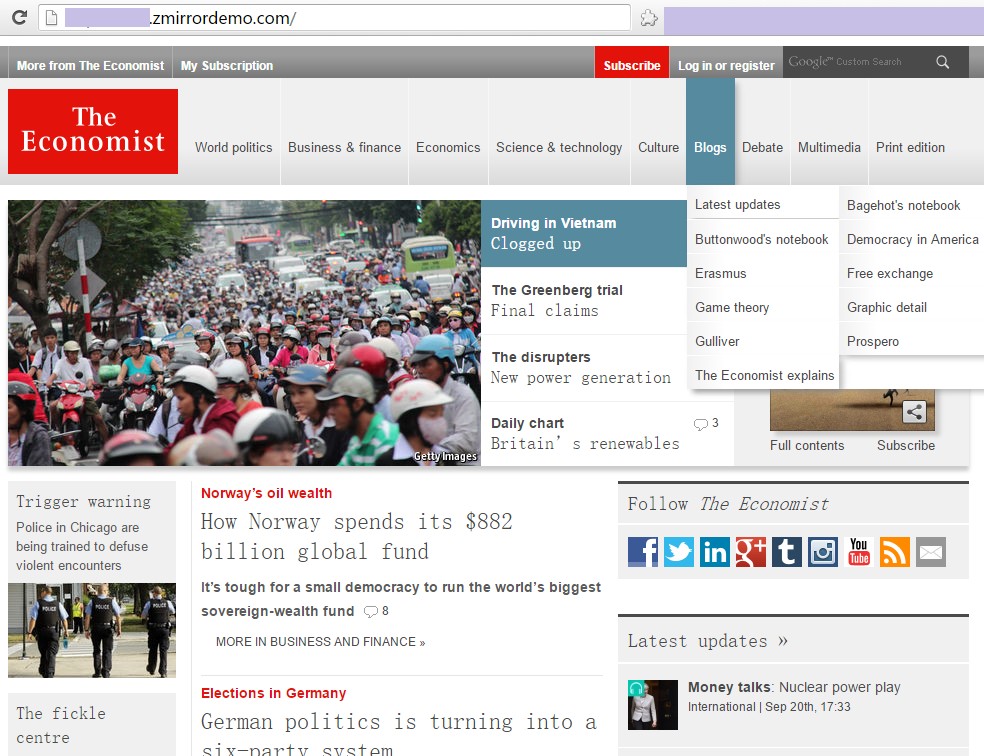 .zmirrordemo.com/
More from The Economist
My Subscription
Subscribe
Log in or register
Google™ Custom Search
The
Economist
World politics
Business & finance
Economics
Science & technology
Culture
Blogs
Debate
Multimedia
Print edition
Latest updates
Buttonwood's notebook
Erasmus
Game theory
Gulliver
The Economist explains
Bagehot's notebook
Democracy in America
Free exchange
Graphic detail
Prospero
Driving in Vietnam
Clogged up
The Greenberg trial
Final claims
The disrupters
New power generation
Daily chart
3
Britain's renewables
Getty Images
Full contents
Subscribe
Trigger warning
Police in Chicago are
being trained to defuse
violent encounters
POLICE
POLICE
POLICE
The fickle
centre
Norway's oil wealth
How Norway spends its $882
billion global fund
It's tough for a small democracy to run the world's biggest
sovereign-wealth fund 8
MORE IN BUSINESS AND FINANCE »
Elections in Germany
German politics is turning into a
six-party system
Follow The Economist
f
in
g+
t
You
Tube
Latest updates »
Money talks: Nuclear power play
International | Sep 20th, 17:33